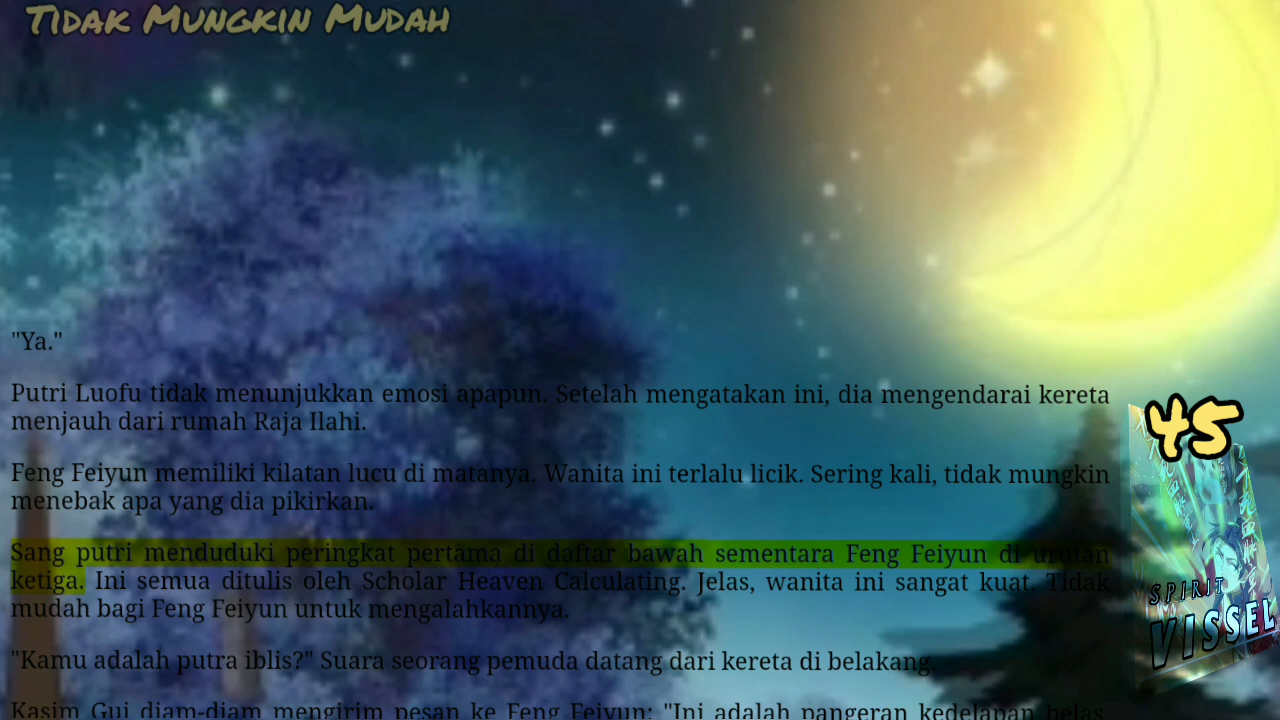 Tidak Mungkin Mudah
"Ya."
Putri Luofu tidak menunjukkan emosi apapun. Setelah mengatakan ini, dia mengendarai kereta
menjauh dari rumah Raja Ilahi.
Feng Feiyun memiliki kilatan lucu di matanya. Wanita ini terlalu licik. Sering kali, tidak mungkin
menebak apa yang dia pikirkan.
Sang putri menduduki peringkat pertama di daftar bawah sementara Feng Feiyun di urutan
ketiga. Ini semua ditulis oleh Scholar Heaven Calculating. Jelas, wanita ini sangat kuat. Tidak
mudah bagi Feng Feiyun untuk mengalahkannya.
"Kamu adalah putra iblis?" Suara seorang pemuda datang dari kereta di belakang.
Kasim Gui diam-diam mengirim pesan ke Feng Feiyun: "Ini adalah pangeran kedelapan belas,
45
SPIRIT
VISSEL